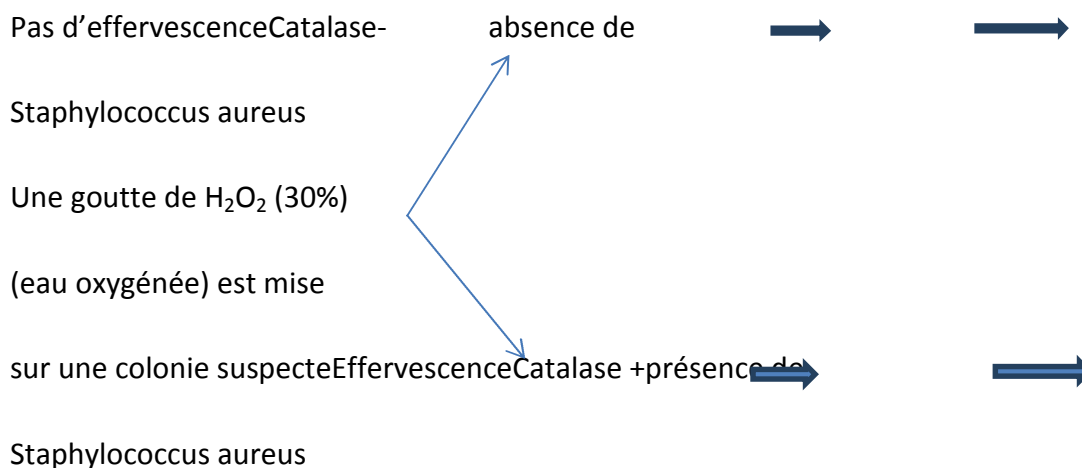 Pas d’effervescenceCatalase- absence de
Staphylococcus aureus
Une goutte de H₂O₂ (30%)
(eau oxygénée) est mise
sur une colonie suspecteEffervescenceCatalase +présence de
Staphylococcus aureus